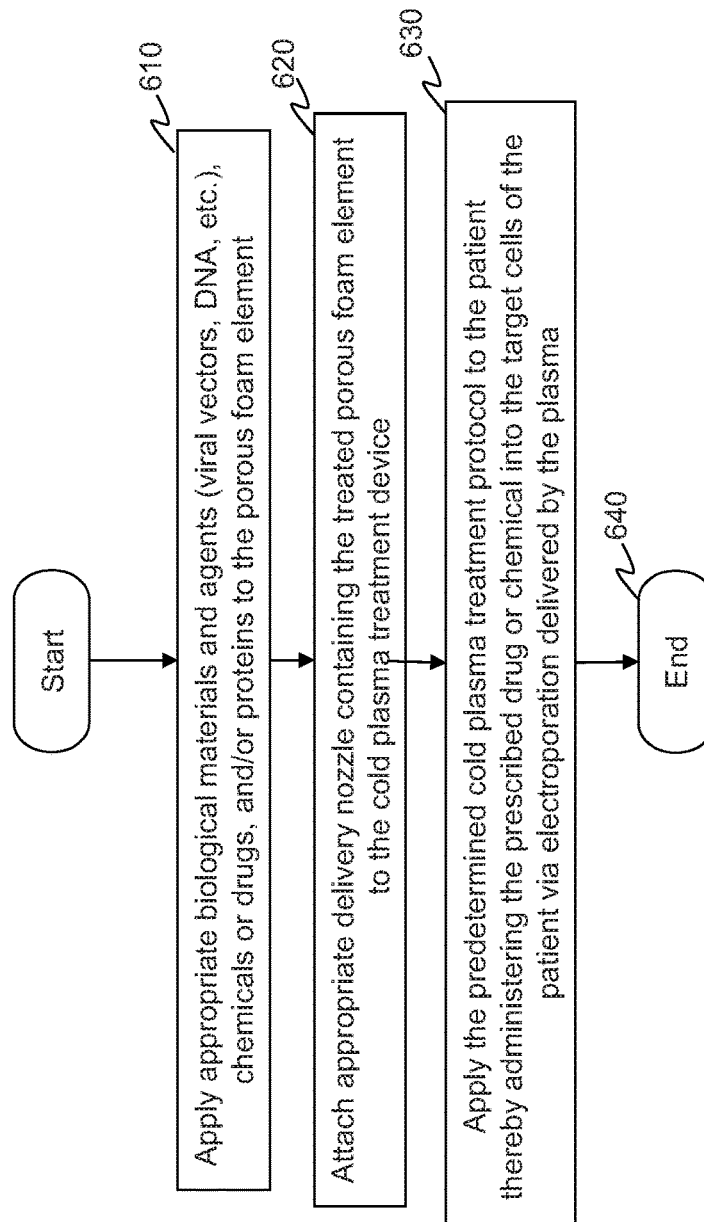 Start
610
Apply appropriate biological materials and agents (viral vectors, DNA, etc.),
chemicals or drugs, and/or proteins to the porous foam element
620
Attach appropriate delivery nozzle containing the treated porous foam element
to the cold plasma treatment device
630
Apply the predetermined cold plasma treatment protocol to the patient
thereby administering the prescribed drug or chemical into the target cells of the
patient via electroporation delivered by the plasma
640
End